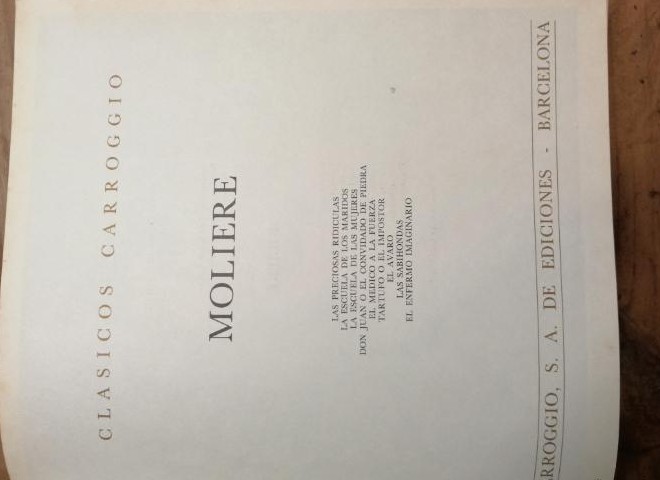 CLASICOS CARROGGIO
MOLIERE
LAS PRECIOSAS RIDICULAS
LA ESCUELA DE LOS MARIDOS
LA ESCUELA DE LAS MUJERES
DON JUAN O EL CONVIDADO DE PIEDRA
EL MEDICO A LA FUERZA
TARTUFO O EL IMPOSTOR
EL AVARO
LAS SABIHONDAS
EL ENFERMO IMAGINARIO
ARROGGIO, S. A. DE EDICIONES - BARCELONA